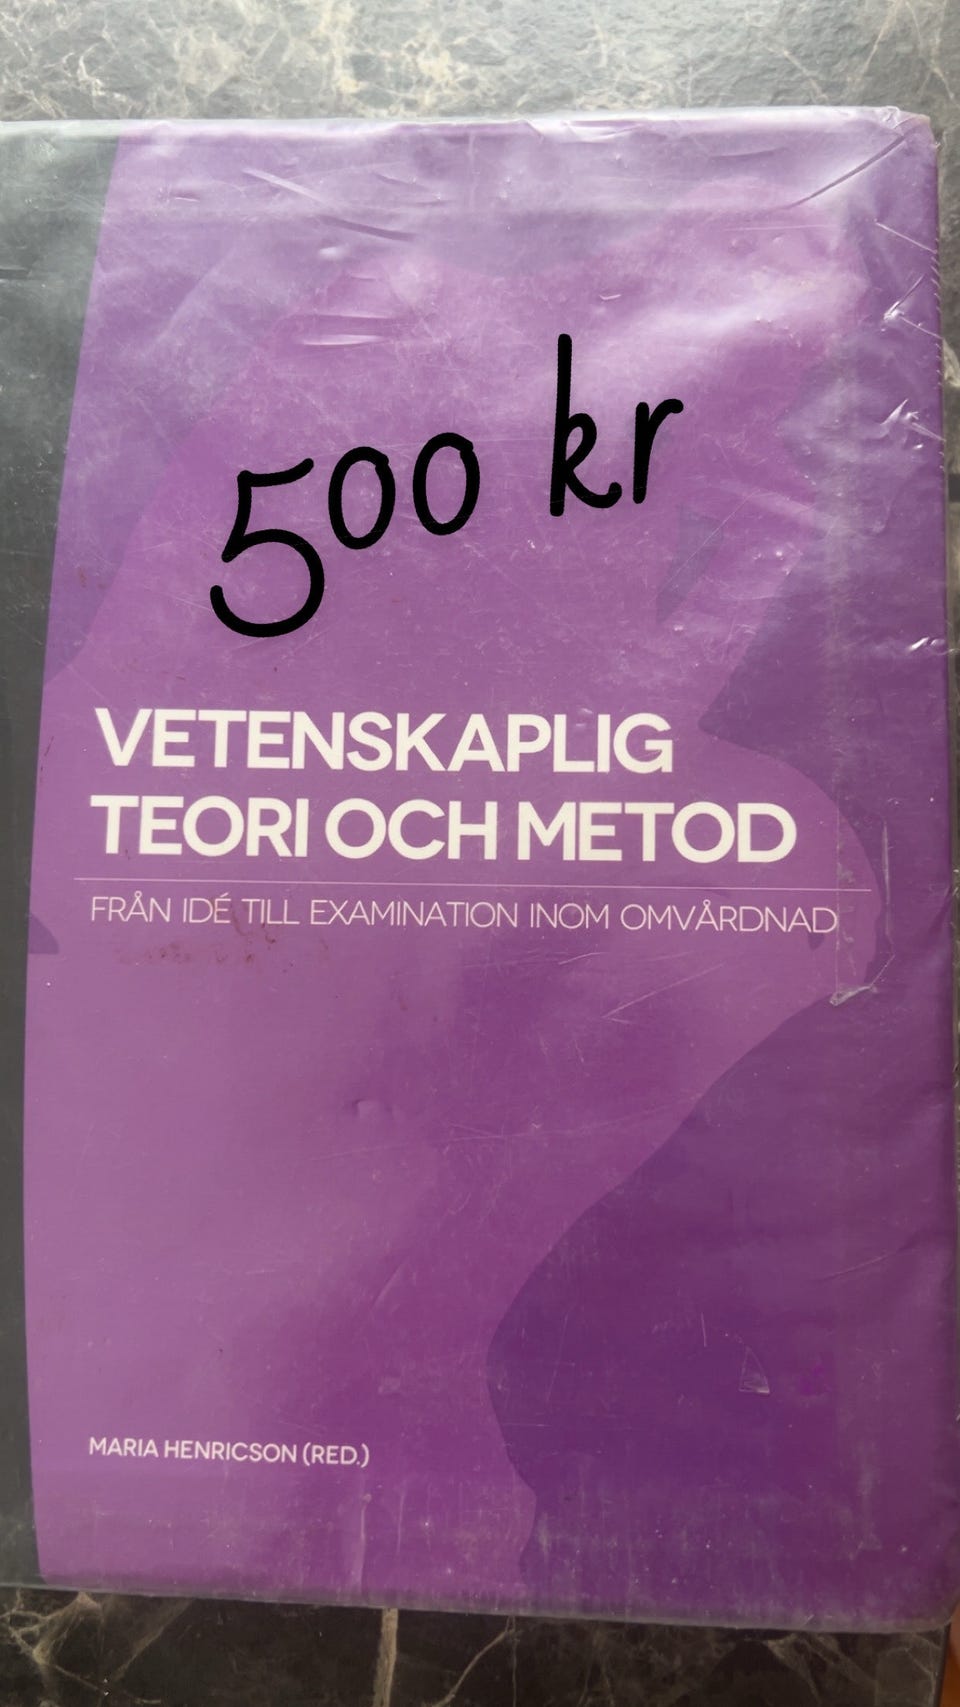 500 kr
VETENSKAPLIG
TEORI OCH METOD
FRÅN IDÉ TILL EXAMINATION INOM OMVÅRDNAD
MARIA HENRICSON (RED.)